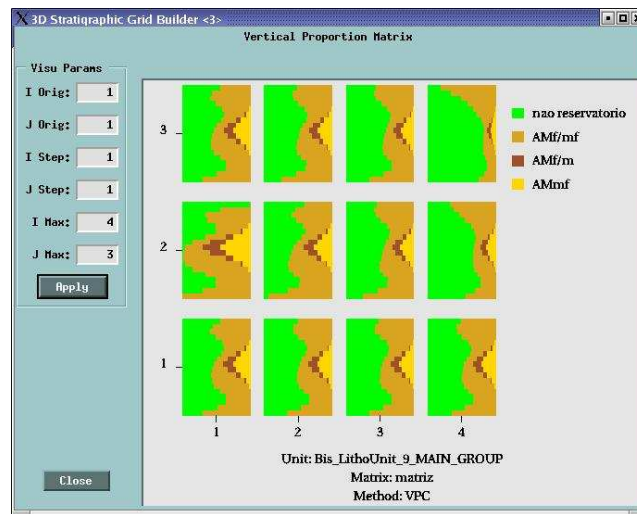 3D Stratigraphic Grid Builder <3>
Vertical Proportion Matrix
Visu Params
I Orig: 1
J Orig: 1
I Step: 1
J Step: 1
I Max: 4
J Max: 3
Apply
Close
3
2
1
1 2 3 4
nao reservatorio
AMf/mf
AMf/m
AMmf
Unit: Bis_LithoUnit_9_MAIN_GROUP
Matrix: matriz
Method: VPC